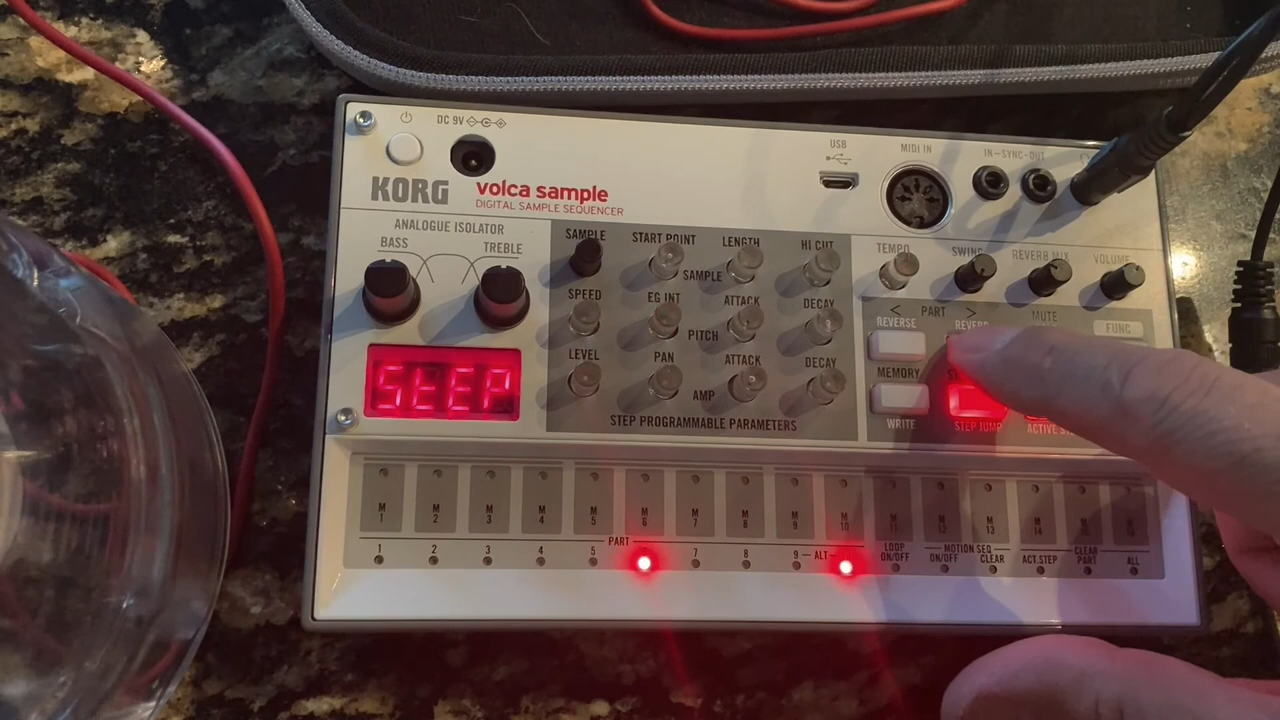 DC 9V
USB
MIDI IN
IN-SYNC-OUT
KORG
volca sample
DIGITAL SAMPLE SEQUENCER
ANALOGUE ISOLATOR
BASS
TREBLE
SAMPLE
START POINT
LENGTH
HI CUT
SAMPLE
TEMPO
SWING
REVERB MIX
VOLUME
SPEED
EG INT
ATTACK
DECAY
PITCH
< PART >
MUTE
REVERSE
REVERB
FUNC
SEEP
LEVEL
PAN
ATTACK
DECAY
AMP
MEMORY
WRITE
STEP JUMP
STEP PROGRAMMABLE PARAMETERS
M 1
M 2
M 3
M 4
M 5
M 6
M 7
M 8
M 9
M 10
M 11
M 12
M 13
M 14
PART
1 2 3 4 5 7 8 9 - ALT
LOOP ON/OFF
MOTION SEQ
ON/OFF
CLEAR
ACT.STEP
CLEAR PART
ALL